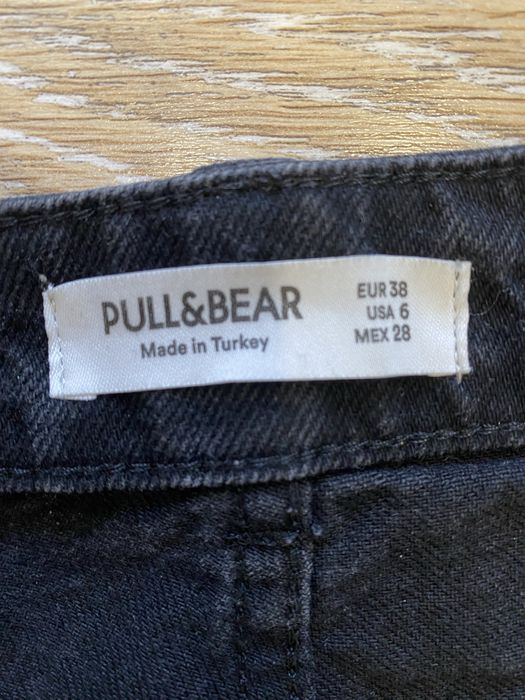 PULL&BEAR
Made in Turkey
EUR 38
USA 6
MEX 28